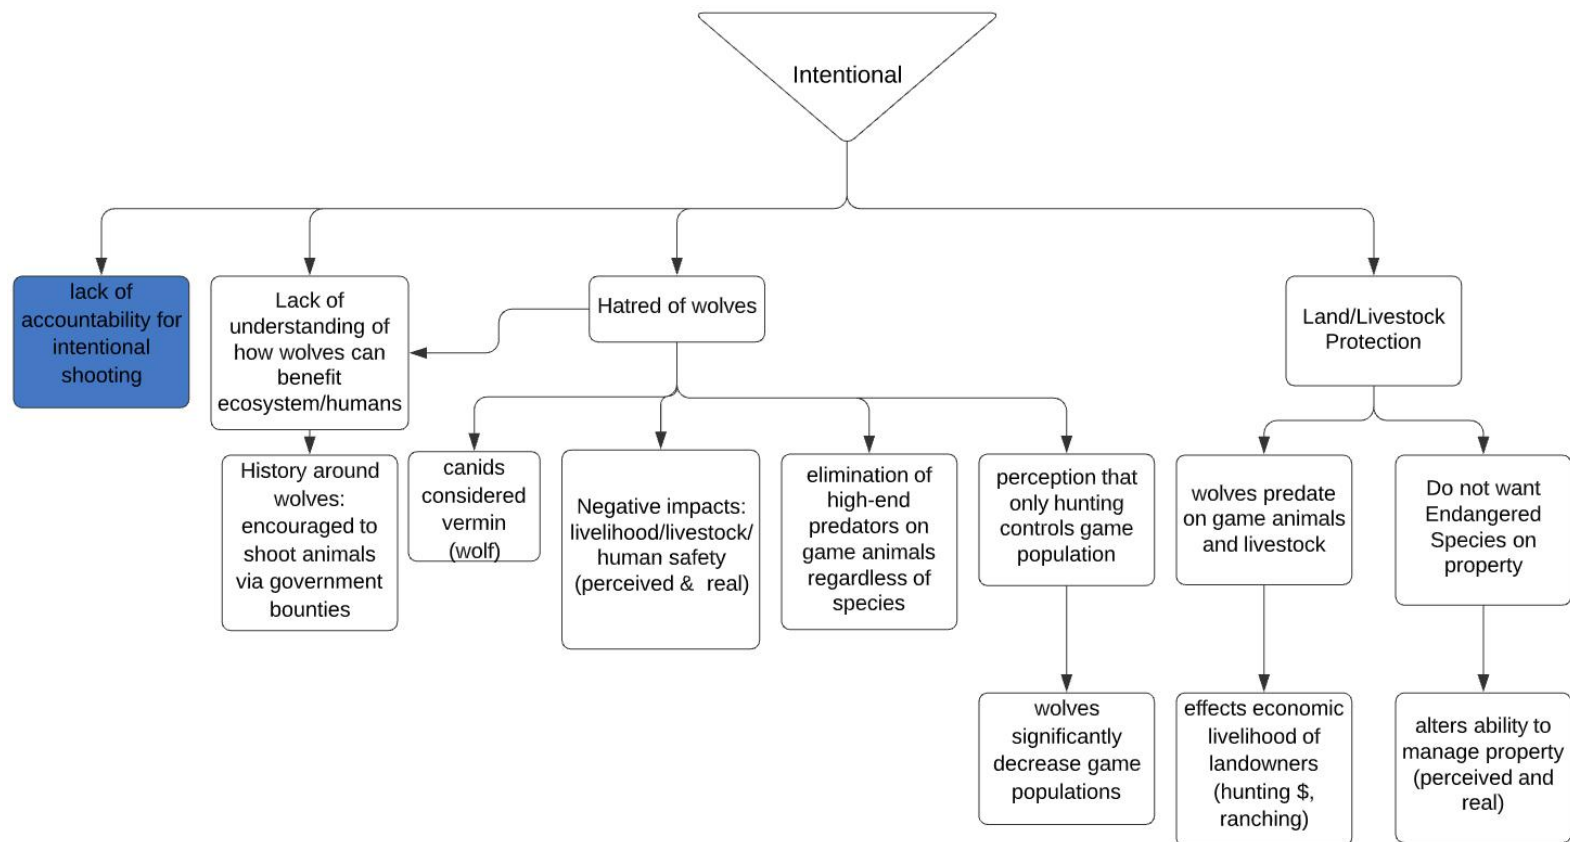 Intentional
lack of
accountability for
intentional
shooting
Lack of
understanding of
how wolves can
benefit
ecosystem/humans
Hatred of wolves
Land/Livestock
Protection
History around
wolves:
encouraged to
shoot animals
via government
bounties
canids
considered
vermin
(wolf)
Negative impacts:
livelihood/livestock/
human safety
(perceived & real)
elimination of
high-end
predators on
game animals
regardless of
species
perception that
only hunting
controls game
population
wolves predate
on game animals
and livestock
Do not want
Endangered
Species on
property
wolves
significantly
decrease game
populations
effects economic
livelihood of
landowners
(hunting $,
ranching)
alters ability to
manage property
(perceived and
real)